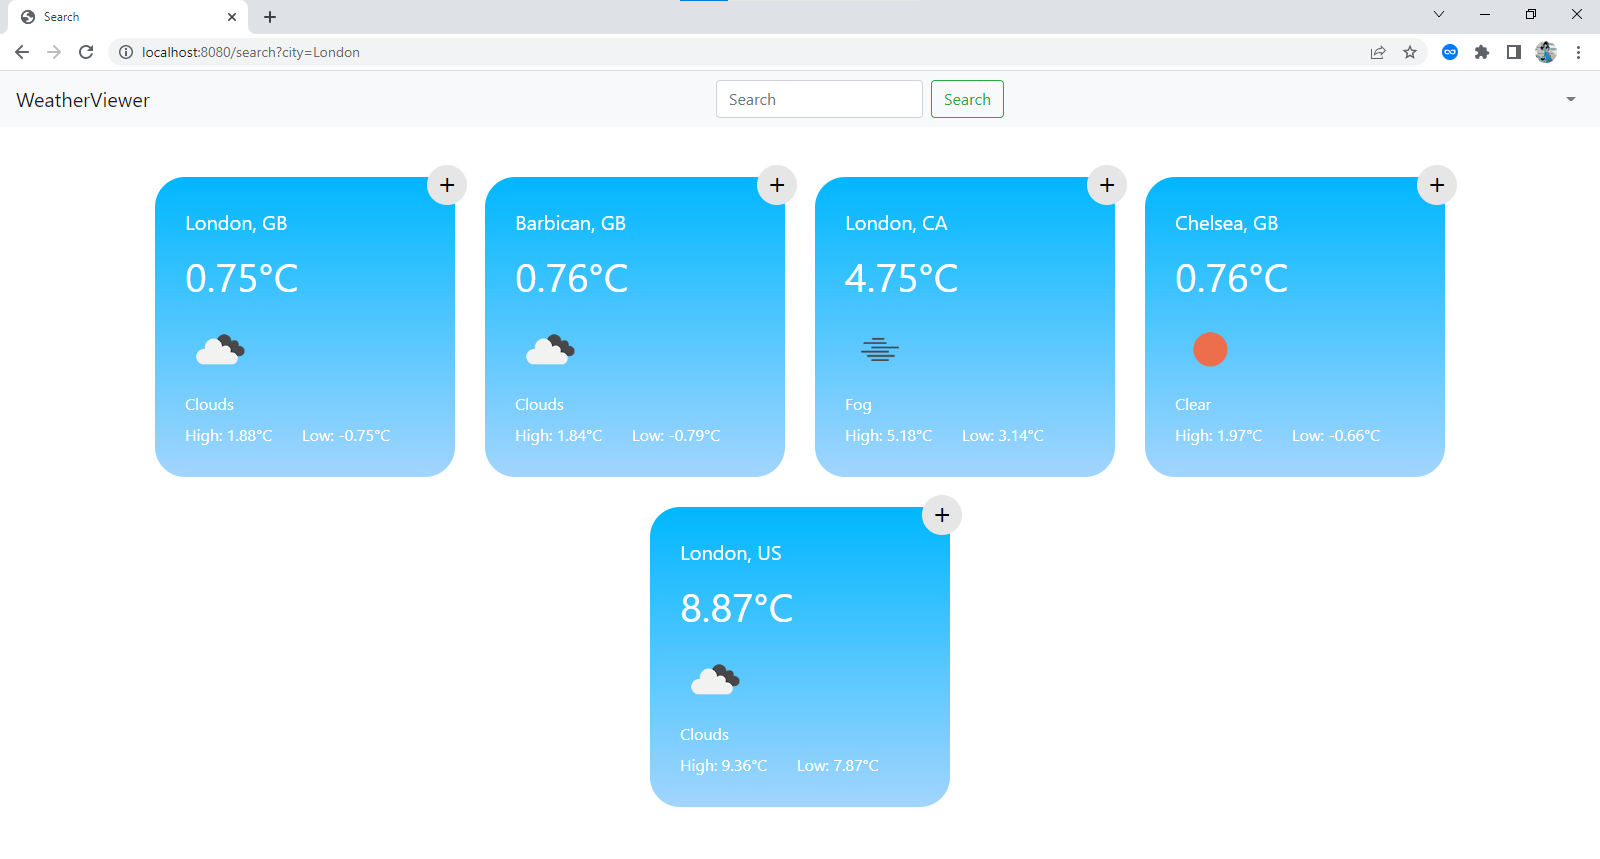 Search
localhost:8080/search?city=London
WeatherViewer
Search
Search
London, GB
0.75°C
Clouds
High: 1.88°C Low: -0.75°C
Barbican, GB
0.76°C
Clouds
High: 1.84°C Low: -0.79°C
London, CA
4.75°C
Fog
High: 5.18°C Low: 3.14°C
Chelsea, GB
0.76°C
Clear
High: 1.97°C Low: -0.66°C
London, US
8.87°C
Clouds
High: 9.36°C Low: 7.87°C